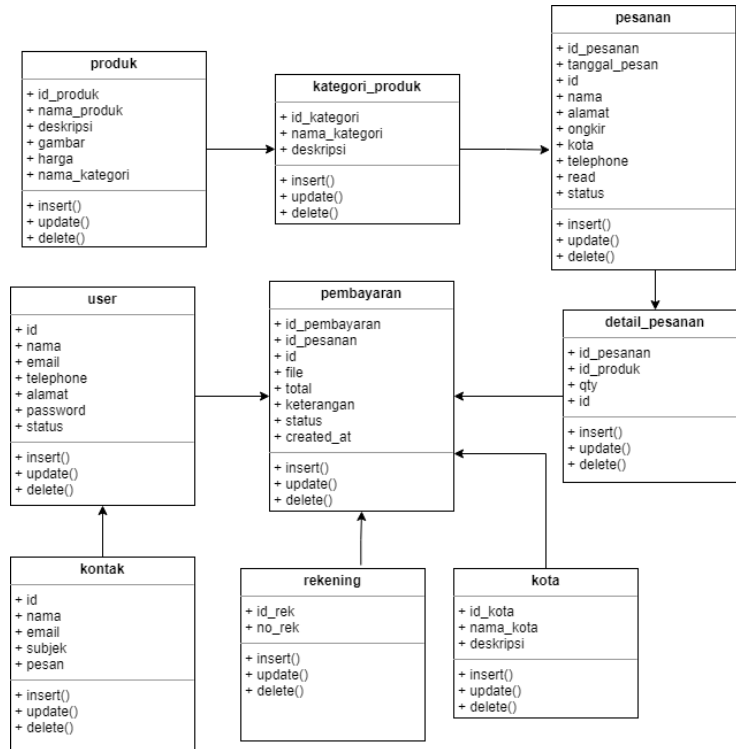 produk
+ id_produk
+ nama_produk
+ deskripsi
+ gambar
+ harga
+ nama_kategori
+ insert()
+ update()
+ delete()
kategori_produk
+ id_kategori
+ nama_kategori
+ deskripsi
+ insert()
+ update()
+ delete()
pesanan
+ id_pesanan
+ tanggal_pesan
+ id
+ nama
+ alamat
+ ongkir
+ kota
+ telephone
+ read
+ status
+ insert()
+ update()
+ delete()
user
+ id
+ nama
+ email
+ telephone
+ alamat
+ password
+ status
+ insert()
+ update()
+ delete()
pembayaran
+ id_pembayaran
+ id_pesanan
+ id
+ file
+ total
+ keterangan
+ status
+ created_at
+ insert()
+ update()
+ delete()
detail_pesanan
+ id_pesanan
+ id_produk
+ qty
+ id
+ insert()
+ update()
+ delete()
kontak
+ id
+ nama
+ email
+ subjek
+ pesan
+ insert()
+ update()
+ delete()
rekening
+ id_rek
+ no_rek
+ insert()
+ update()
+ delete()
kota
+ id_kota
+ nama_kota
+ deskripsi
+ insert()
+ update()
+ delete()